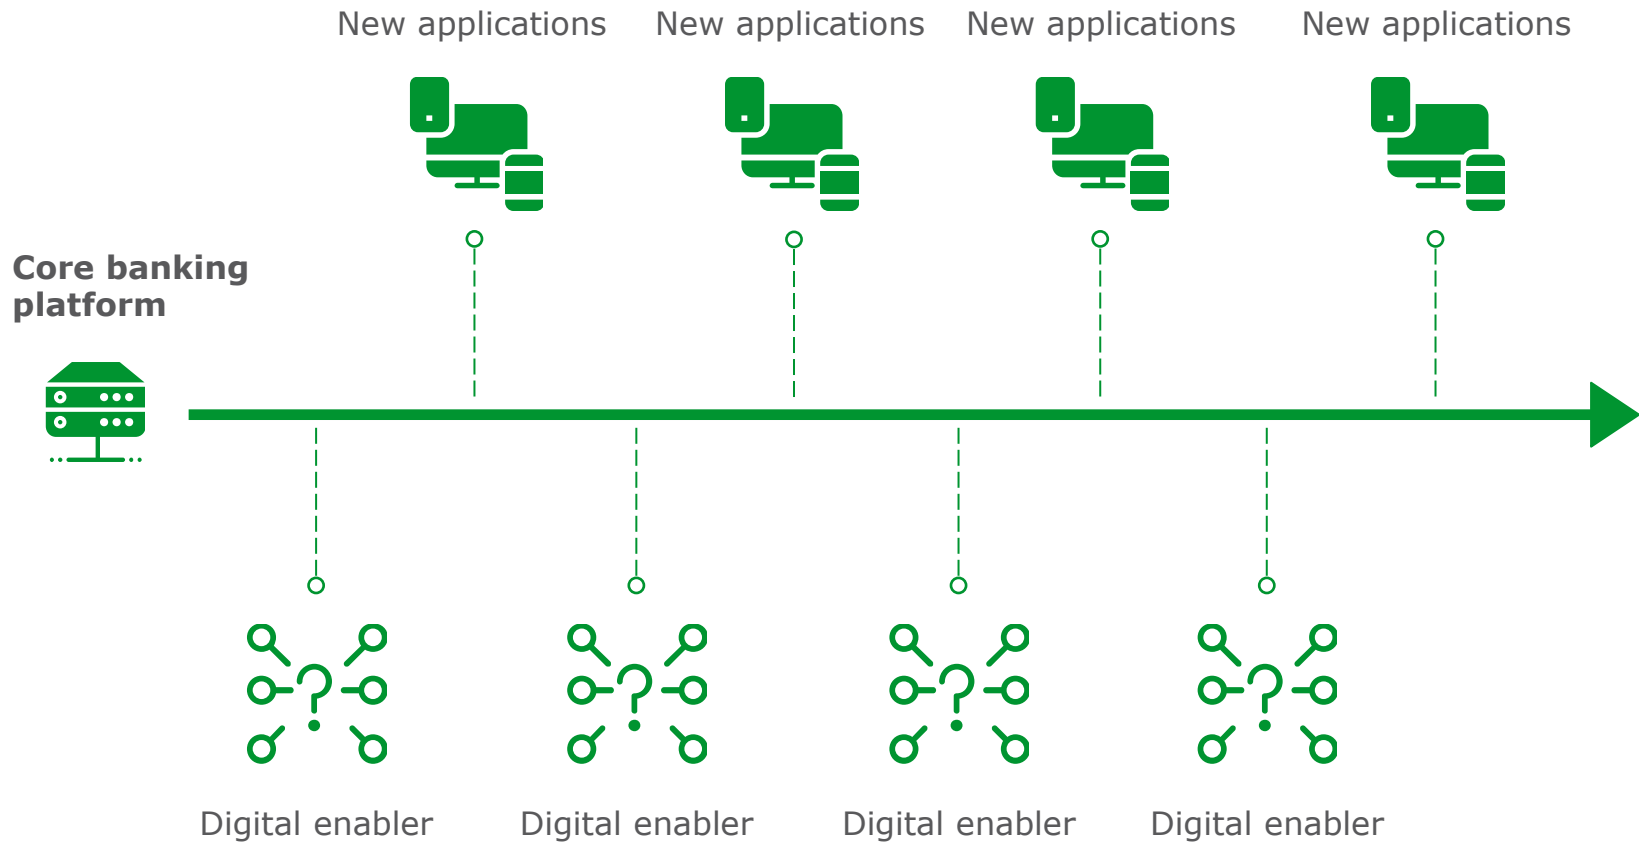 New applications
New applications
New applications
New applications
Core banking
platform
Digital enabler
Digital enabler
Digital enabler
Digital enabler